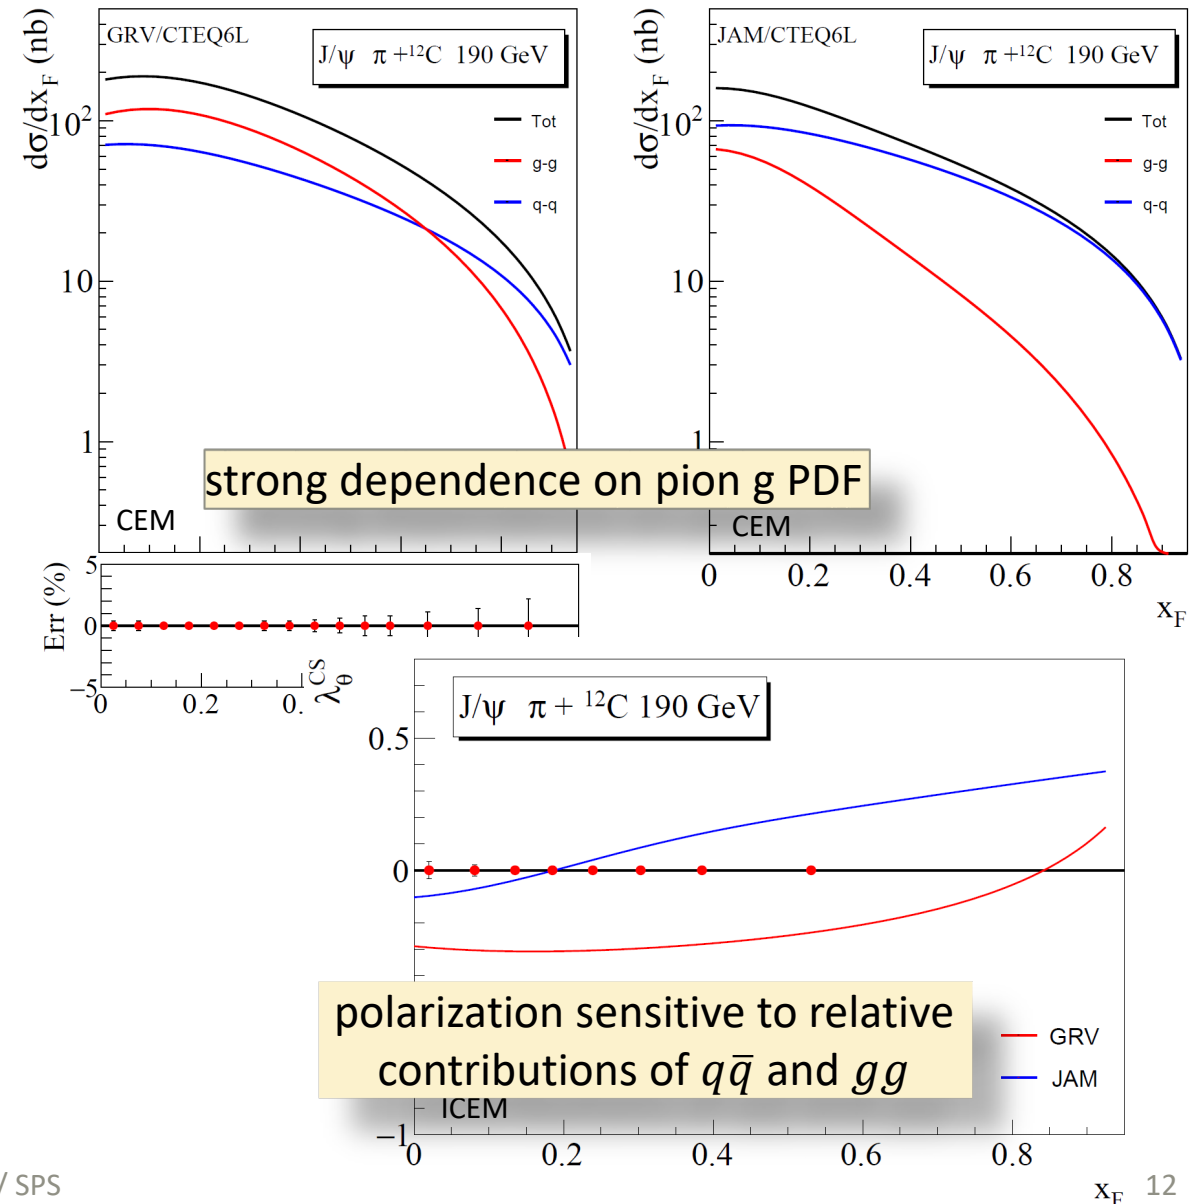 dσ/dx_F (nb)
GRV/CTEQ6L
J/ψ π +¹²C 190 GeV
10²
10
1
Tot
g-g
q-q
CEM
dσ/dx_F (nb)
JAM/CTEQ6L
J/ψ π +¹²C 190 GeV
10²
10
1
Tot
g-g
q-q
CEM
0 0.2 0.4 0.6 0.8
x_F
strong dependence on pion g PDF
Err (%)
5
0
−5
0 0.2 0.
λ_θ^CS
J/ψ π + ¹²C 190 GeV
0.5
0
−1
polarization sensitive to relative
contributions of qq̄ and gg
GRV
JAM
ICEM
0 0.2 0.4 0.6 0.8
x_F
/ SPS
12